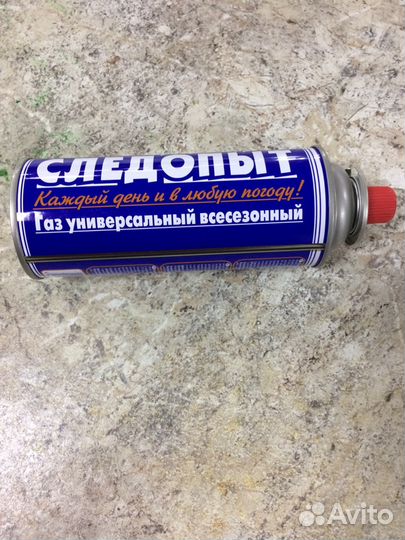 СЛЕДОПЫТ
Каждый день и в любую погоду!
Газ универсальный всесезонный
Avito